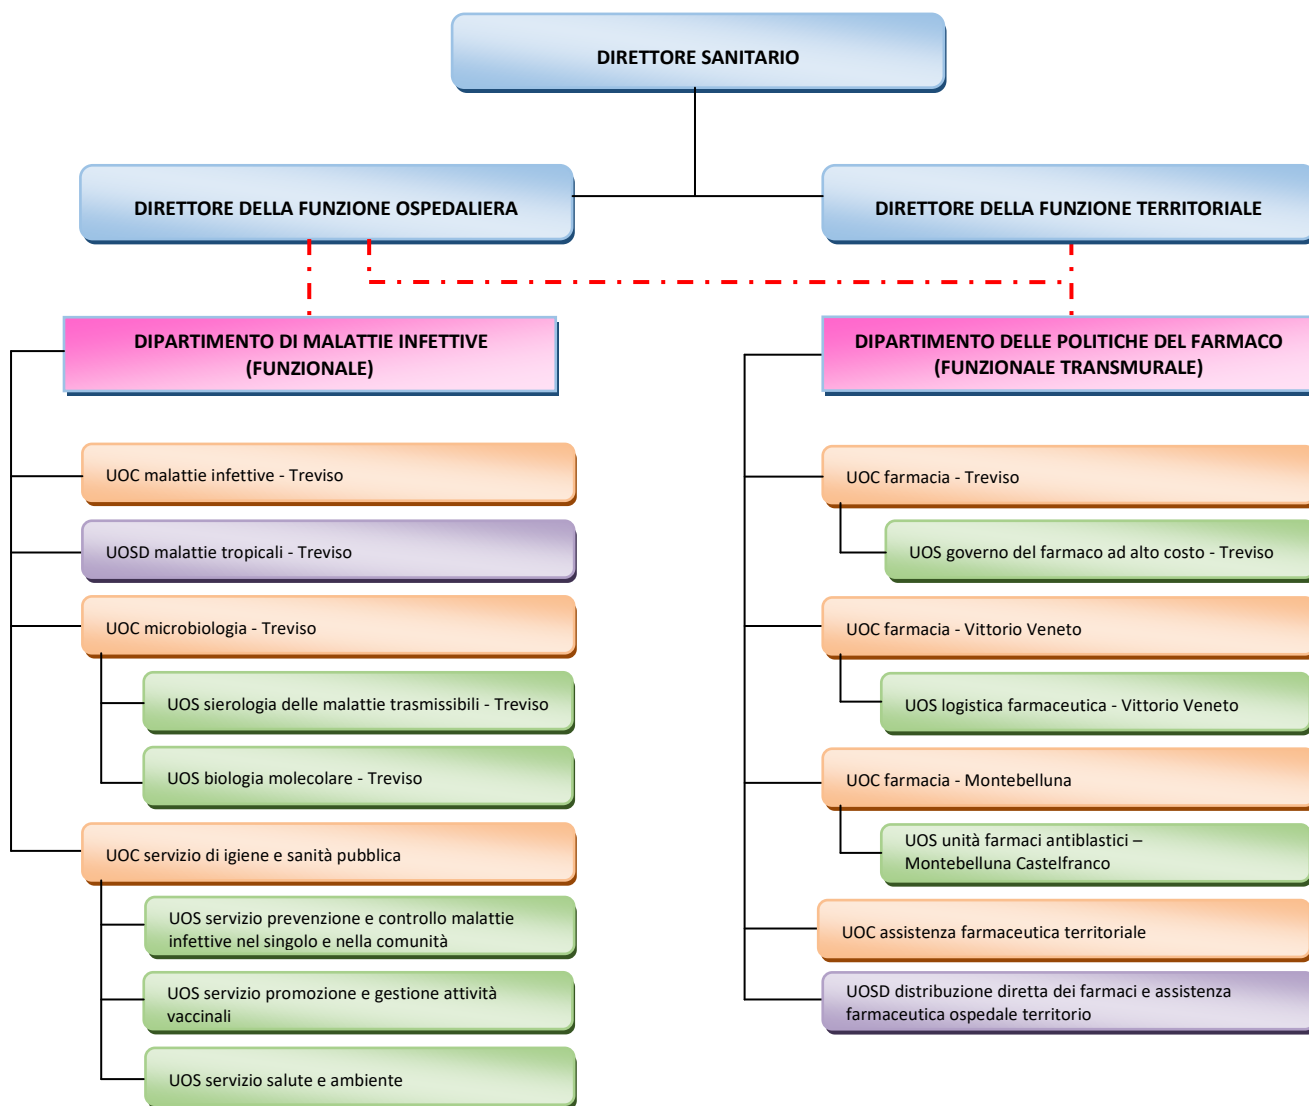 DIRETTORE SANITARIO
DIRETTORE DELLA FUNZIONE OSPEDALIERA
DIRETTORE DELLA FUNZIONE TERRITORIALE
DIPARTIMENTO DI MALATTIE INFETTIVE
(FUNZIONALE)
UOC malattie infettive - Treviso
UOSD malattie tropicali - Treviso
UOC microbiologia - Treviso
UOS sierologia delle malattie trasmissibili - Treviso
UOS biologia molecolare - Treviso
UOC servizio di igiene e sanità pubblica
UOS servizio prevenzione e controllo malattie
infettive nel singolo e nella comunità
UOS servizio promozione e gestione attività
vaccinali
UOS servizio salute e ambiente
DIPARTIMENTO DELLE POLITICHE DEL FARMACO
(FUNZIONALE TRANSMURALE)
UOC farmacia - Treviso
UOS governo del farmaco ad alto costo - Treviso
UOC farmacia - Vittorio Veneto
UOS logistica farmaceutica - Vittorio Veneto
UOC farmacia - Montebelluna
UOS unità farmaci antiblastici –
Montebelluna Castelfranco
UOC assistenza farmaceutica territoriale
UOSD distribuzione diretta dei farmaci e assistenza
farmaceutica ospedale territorio